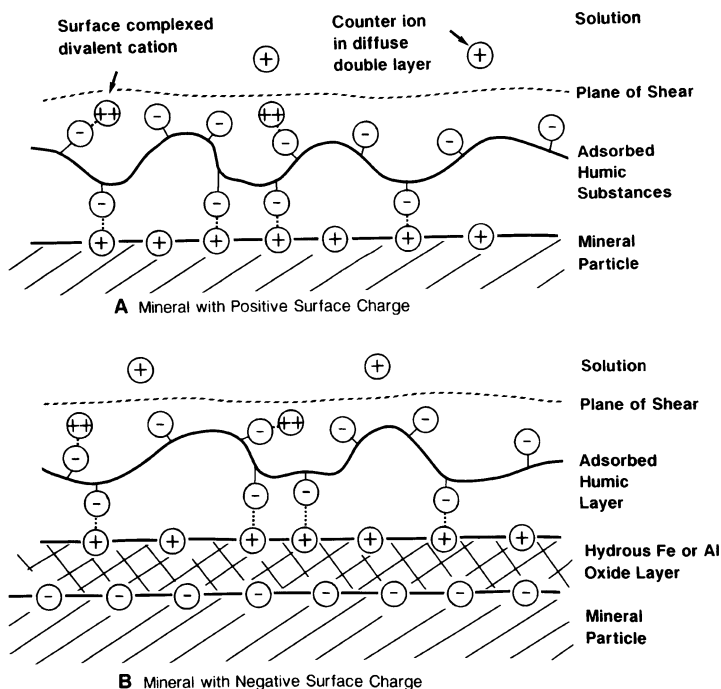 Surface complexed
divalent cation
Counter ion
in diffuse
double layer
Solution
+
+
Plane of Shear
++
-
-
-
++
-
-
-
-
Adsorbed
Humic
Substances
-
-
-
-
+
+
+
+
+
+
+
Mineral
Particle
A Mineral with Positive Surface Charge
+
+
Solution
Plane of Shear
++
-
-
-
++
-
-
-
Adsorbed
Humic
Layer
-
-
-
-
+
+
+
+
+
+
+
Hydrous Fe or Al
Oxide Layer
-
-
-
-
-
-
-
-
Mineral
Particle
B Mineral with Negative Surface Charge